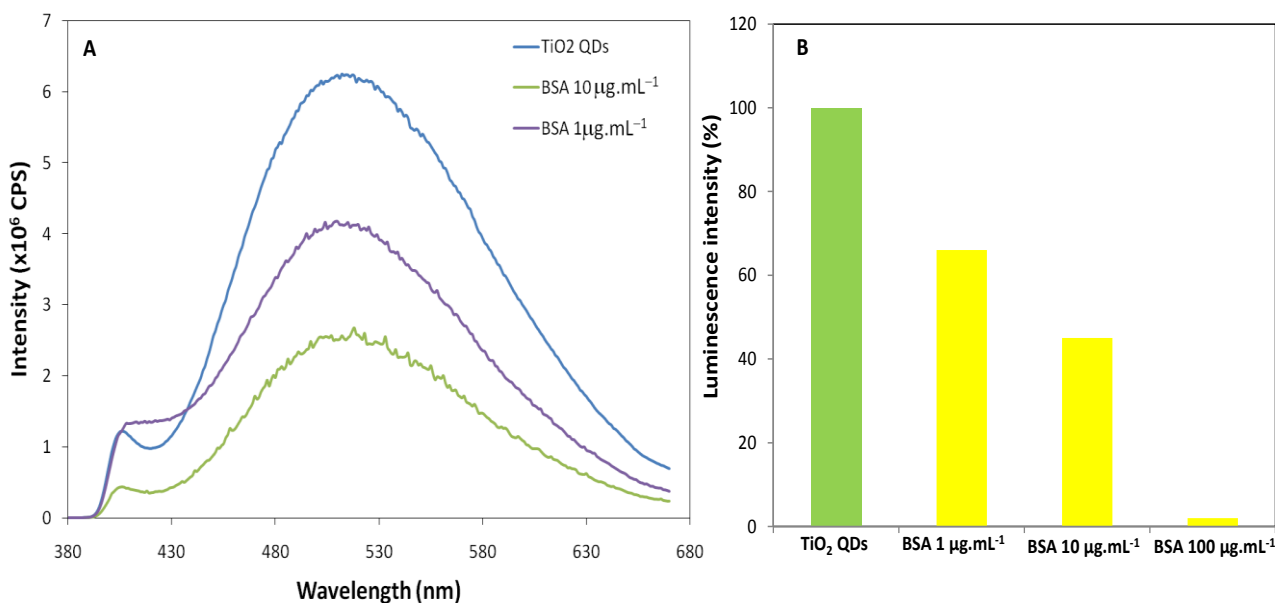 A
TiO2 QDs
BSA 10 µg.mL⁻¹
BSA 1µg.mL⁻¹
Intensity (x10⁶ CPS)
7
6
5
4
3
2
1
0
380 430 480 530 580 630 680
Wavelength (nm)
B
Luminescence intensity (%)
120
100
80
60
40
20
0
TiO₂ QDs BSA 1 µg.mL⁻¹ BSA 10 µg.mL⁻¹ BSA 100 µg.mL⁻¹